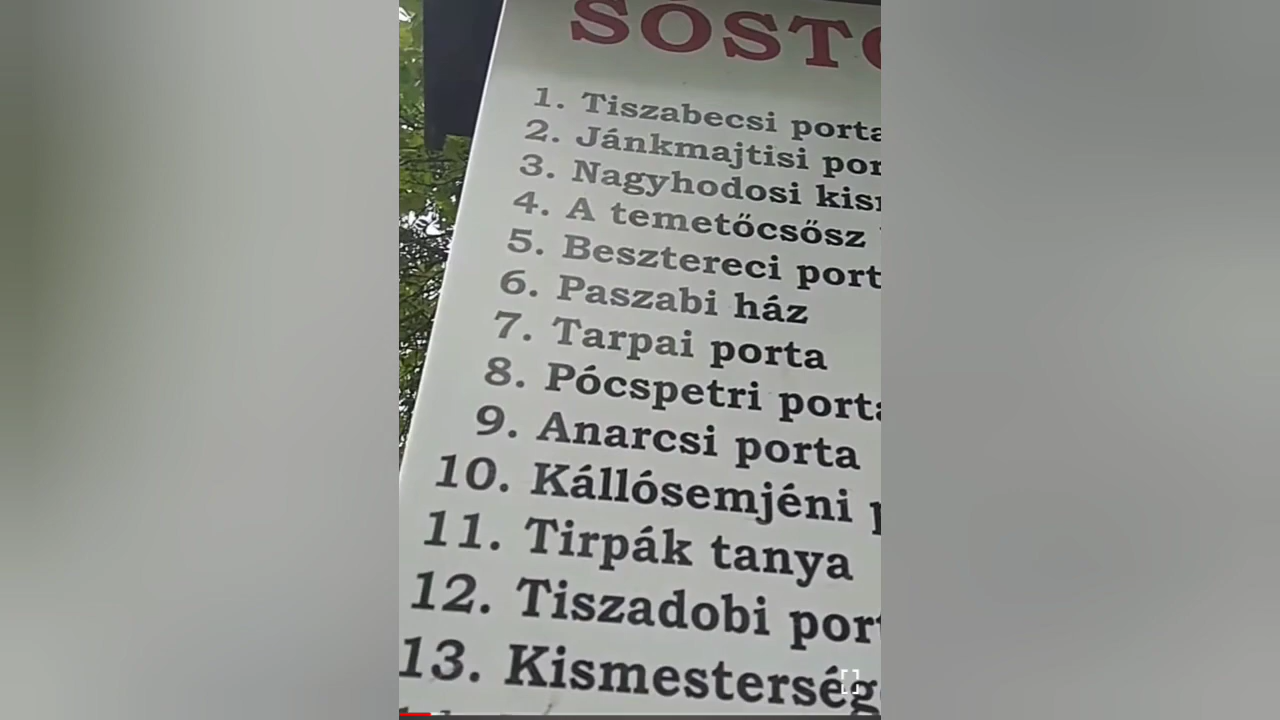 SÓSTÓ
1. Tiszabecsi porta
2. Jánkmajtisi por
3. Nagyhodosi kis
4. A temetőcsősz
5. Besztereci port
6. Paszabi ház
7. Tarpai porta
8. Pócspetri porta
9. Anarcsi porta
10. Kállósemjéni p
11. Tirpák tanya
12. Tiszadobi por
13. Kismesterség